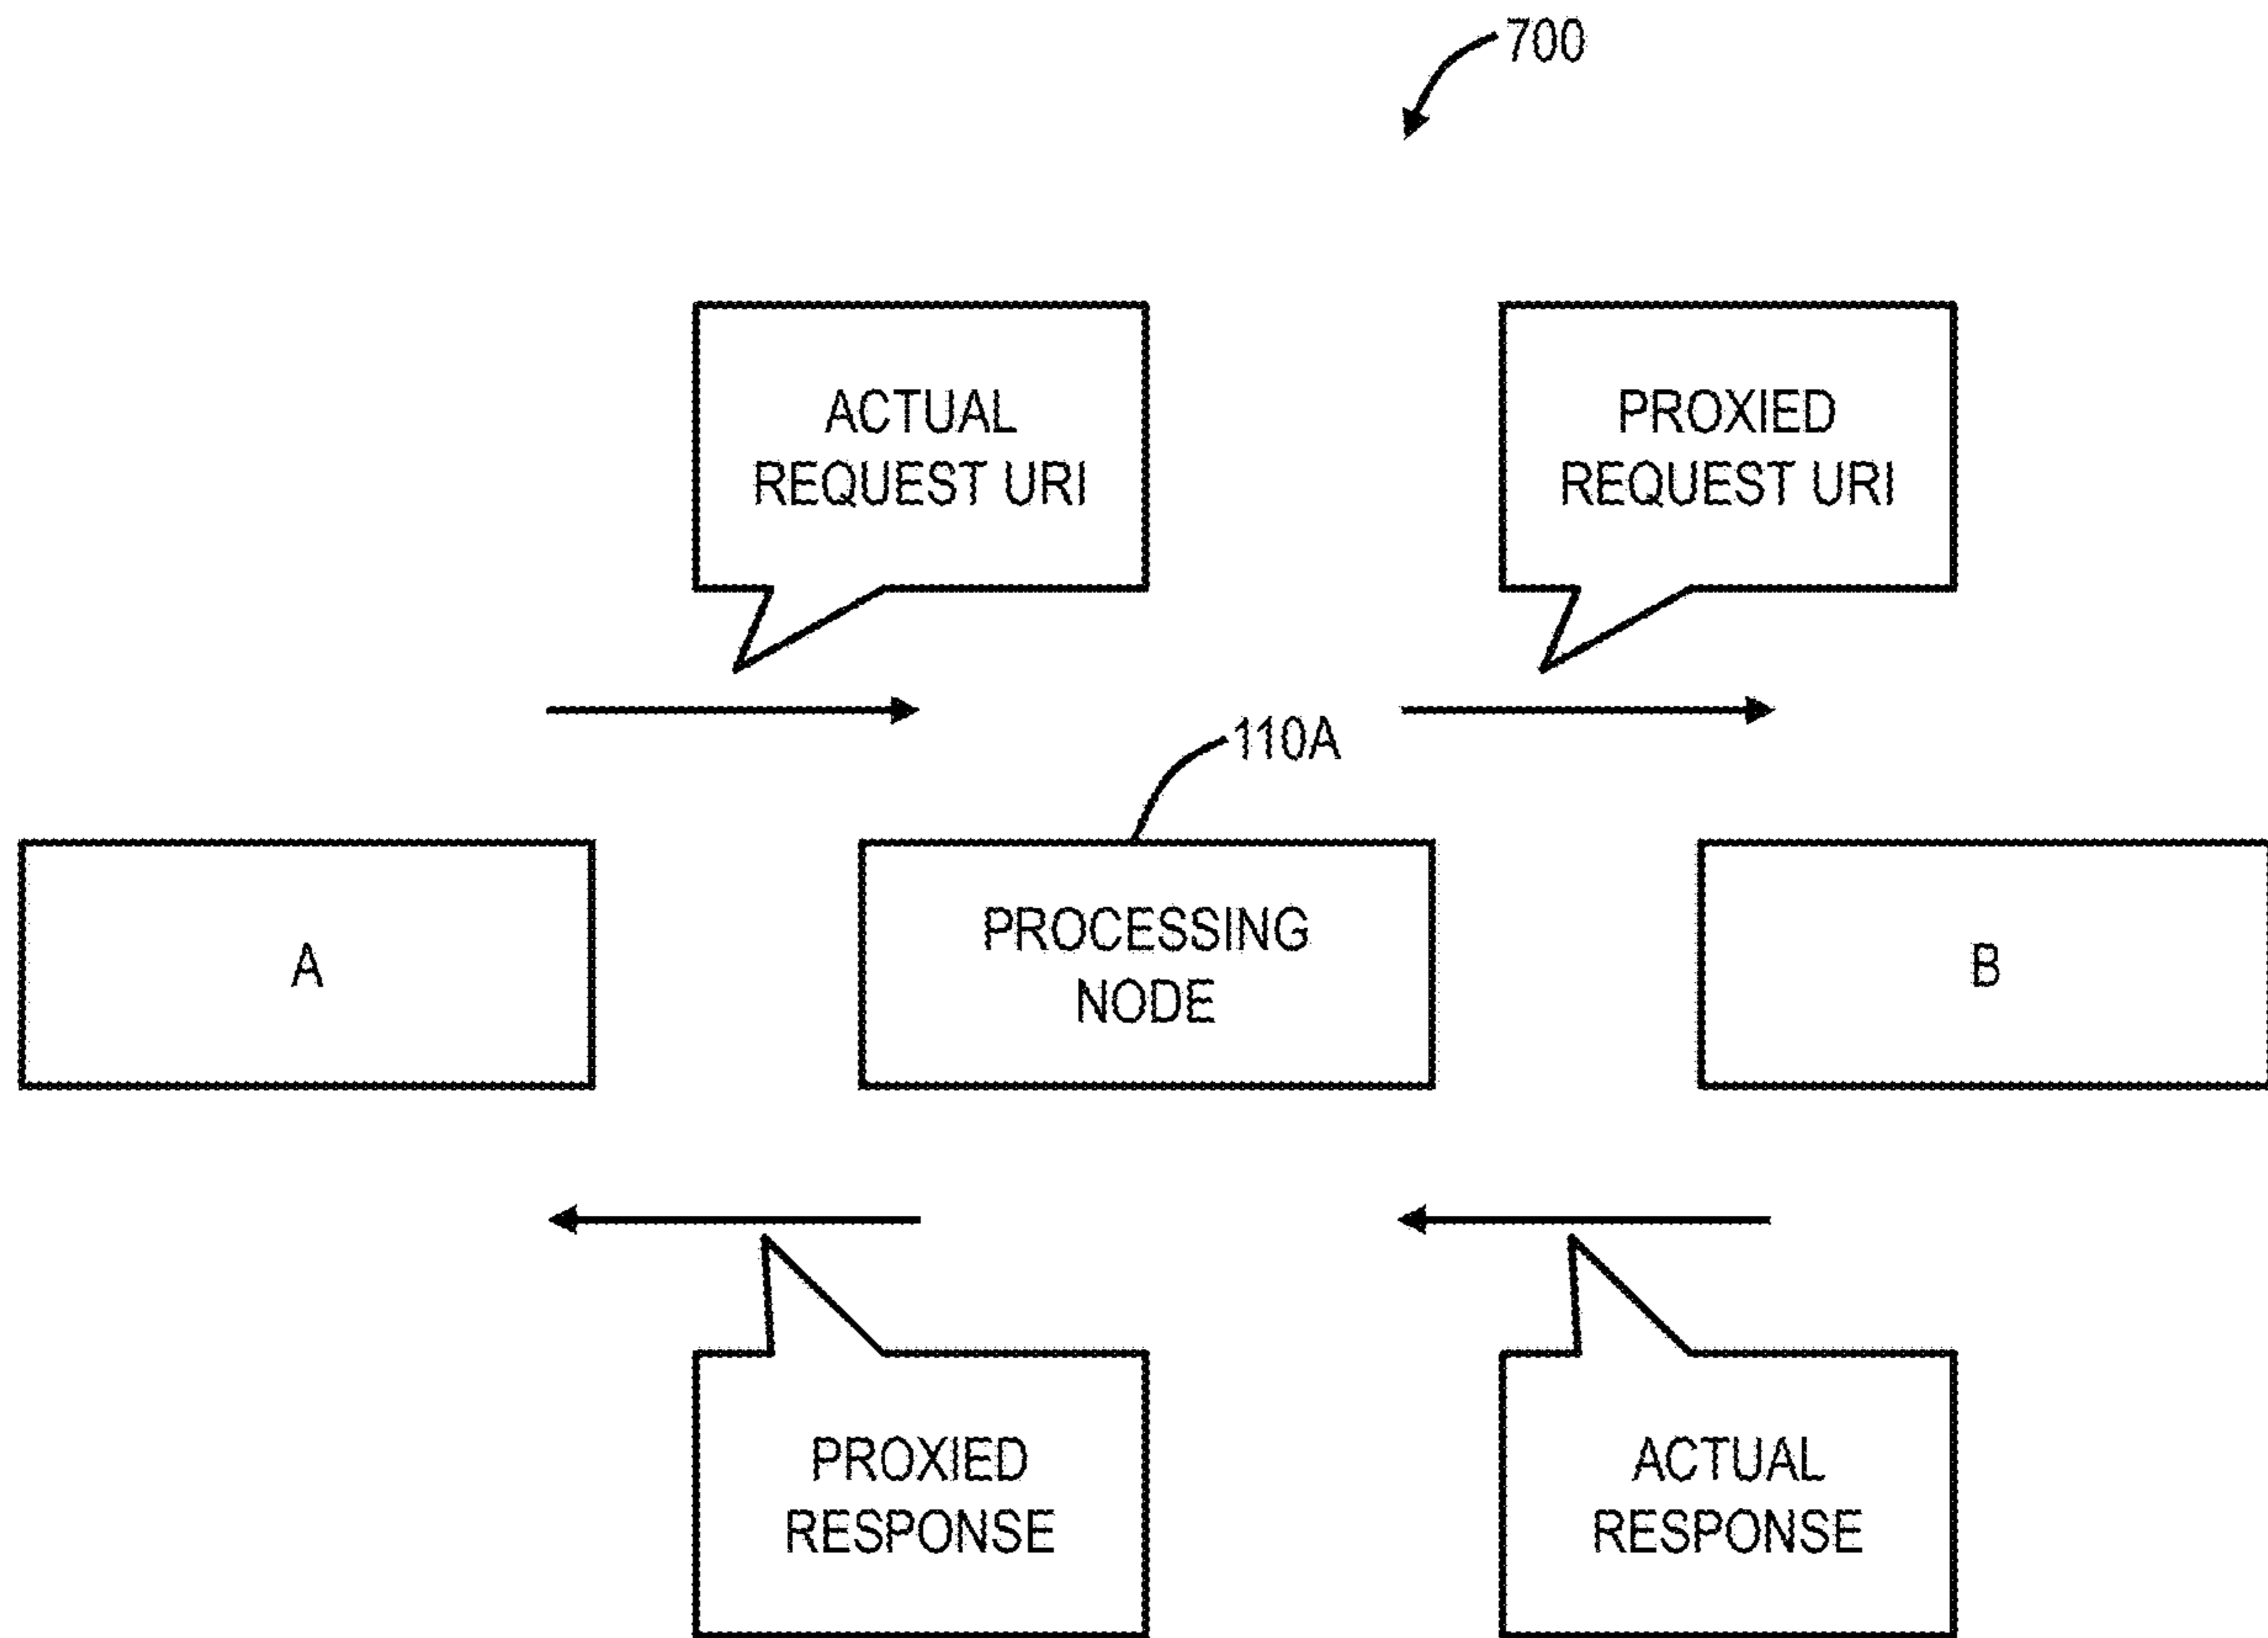 700
ACTUAL
REQUEST URI
PROXIED
REQUEST URI
110A
A
PROCESSING
NODE
B
PROXIED
RESPONSE
ACTUAL
RESPONSE